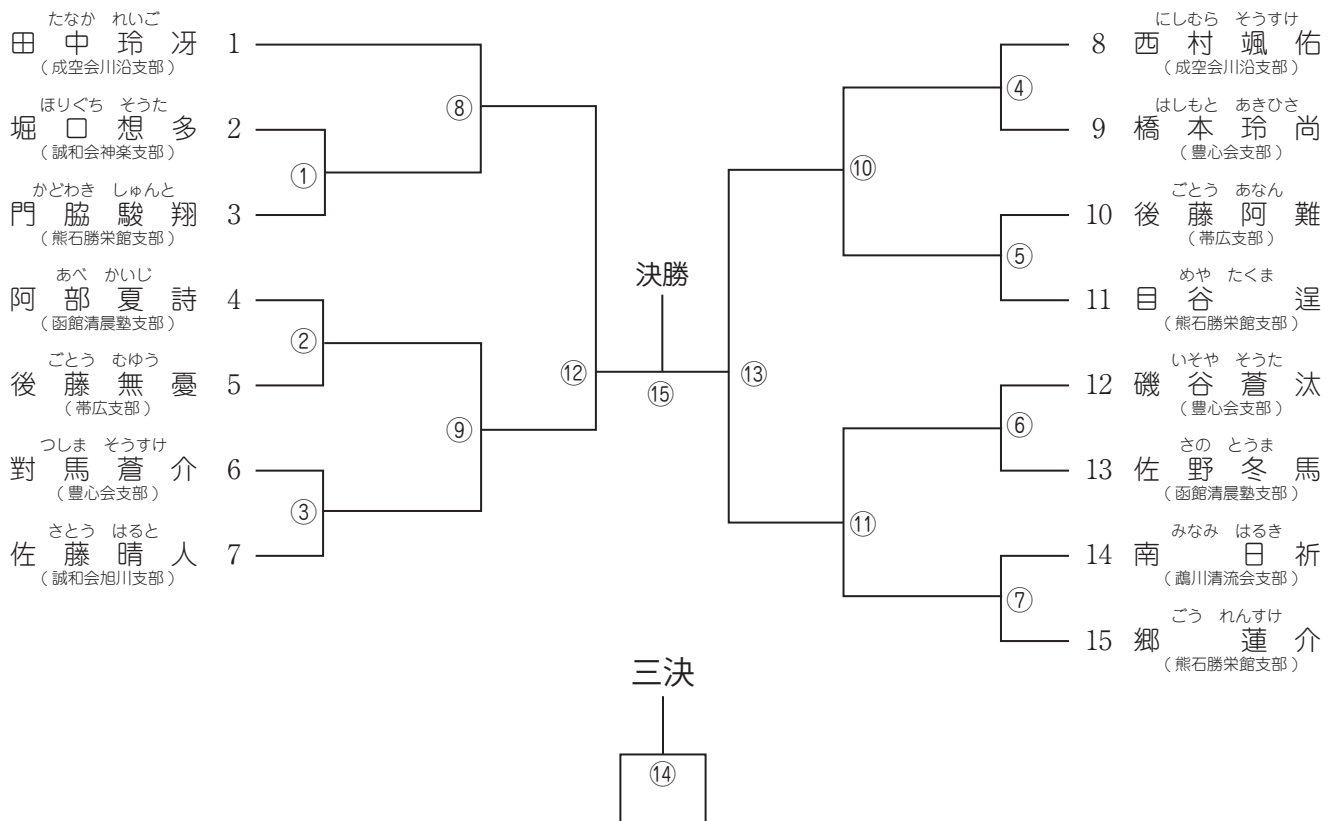 たなか れいご
田中玲冴 1
（成空会川沿支部）
ほりぐち そうた
堀口想多 2
（誠和会神楽支部）
かどわき しゅんと
門脇駿翔 3
（熊石勝栄館支部）
あべ かいじ
阿部夏詩 4
（函館清晨塾支部）
ごとう むゆう
後藤無憂 5
（帯広支部）
つしま そうすけ
對馬蒼介 6
（豊心会支部）
さとう はると
佐藤晴人 7
（誠和会旭川支部）
①
②
③
⑧
⑨
⑫
決勝
⑮
⑬
⑩
⑪
④
⑤
⑥
⑦
にしむら そうすけ
8 西村颯佑
（成空会川沿支部）
はしもと あきひさ
9 橋本玲尚
（豊心会支部）
ごとう あなん
10 後藤阿難
（帯広支部）
めや たくま
11 目谷逞
（熊石勝栄館支部）
いそや そうた
12 磯谷蒼汰
（豊心会支部）
さの とうま
13 佐野冬馬
（函館清晨塾支部）
みなみ はるき
14 南日祈
（鵡川清流会支部）
ごう れんすけ
15 郷蓮介
（熊石勝栄館支部）
三決
⑭